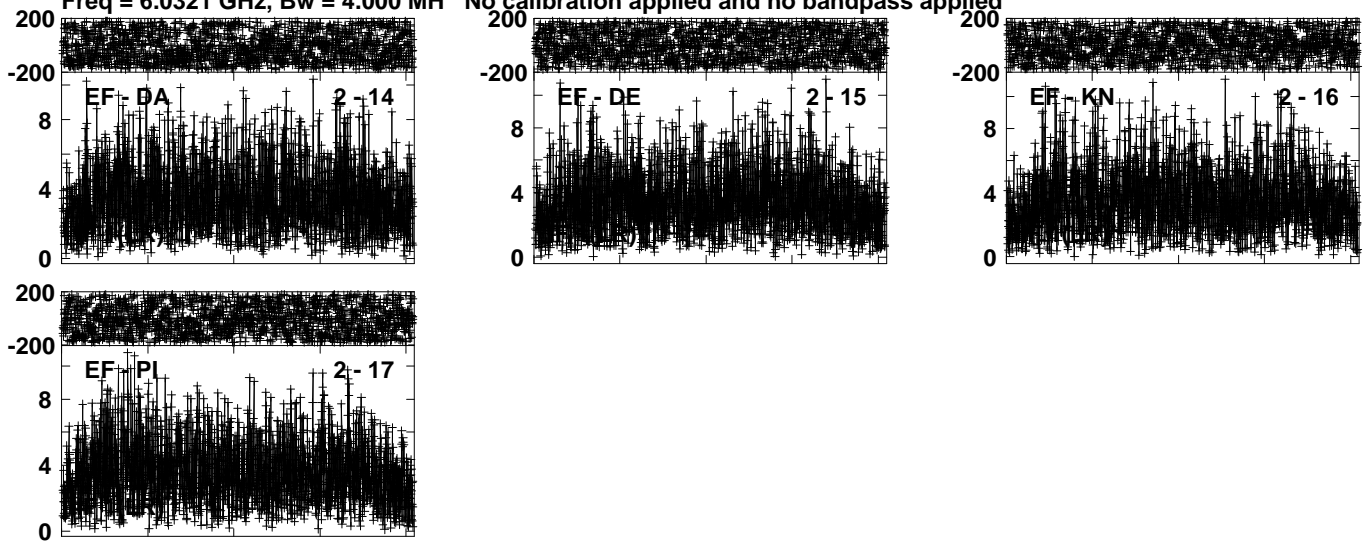 Freq = 6.0321 GHz, Bw = 4.000 MH No calibration applied and no bandpass applied
200 200 200
-200 -200 -200
EF - DA 2 - 14 EF - DE 2 - 15 EF - KN 2 - 16
8 8 8
4 4 4
0 0 0
200
-200
EF - PI 2 - 17
8
4
0